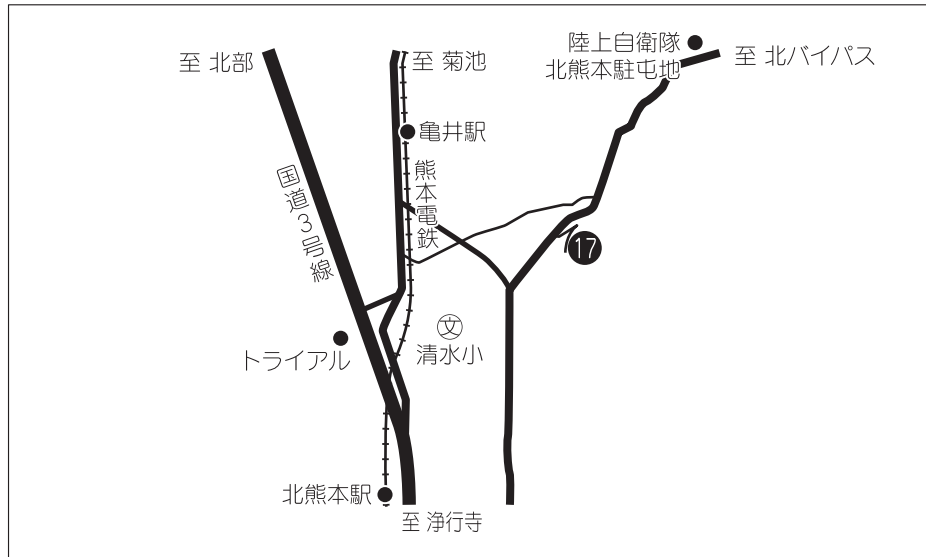 至 北部
至 菊池
陸上自衛隊
北熊本駐屯地
至 北バイパス
亀井駅
熊本電鉄
国道3号線
17
文
清水小
トライアル
北熊本駅
至 浄行寺